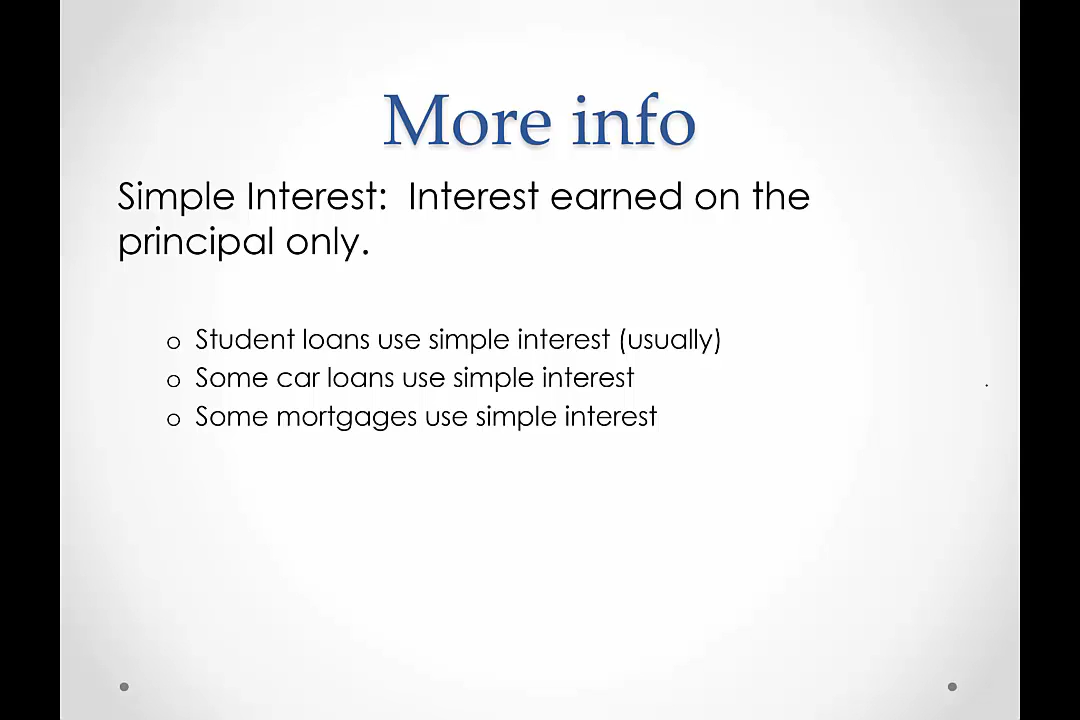 More info
Simple Interest:  Interest earned on the
principal only.
o Student loans use simple interest (usually)
o Some car loans use simple interest
o Some mortgages use simple interest